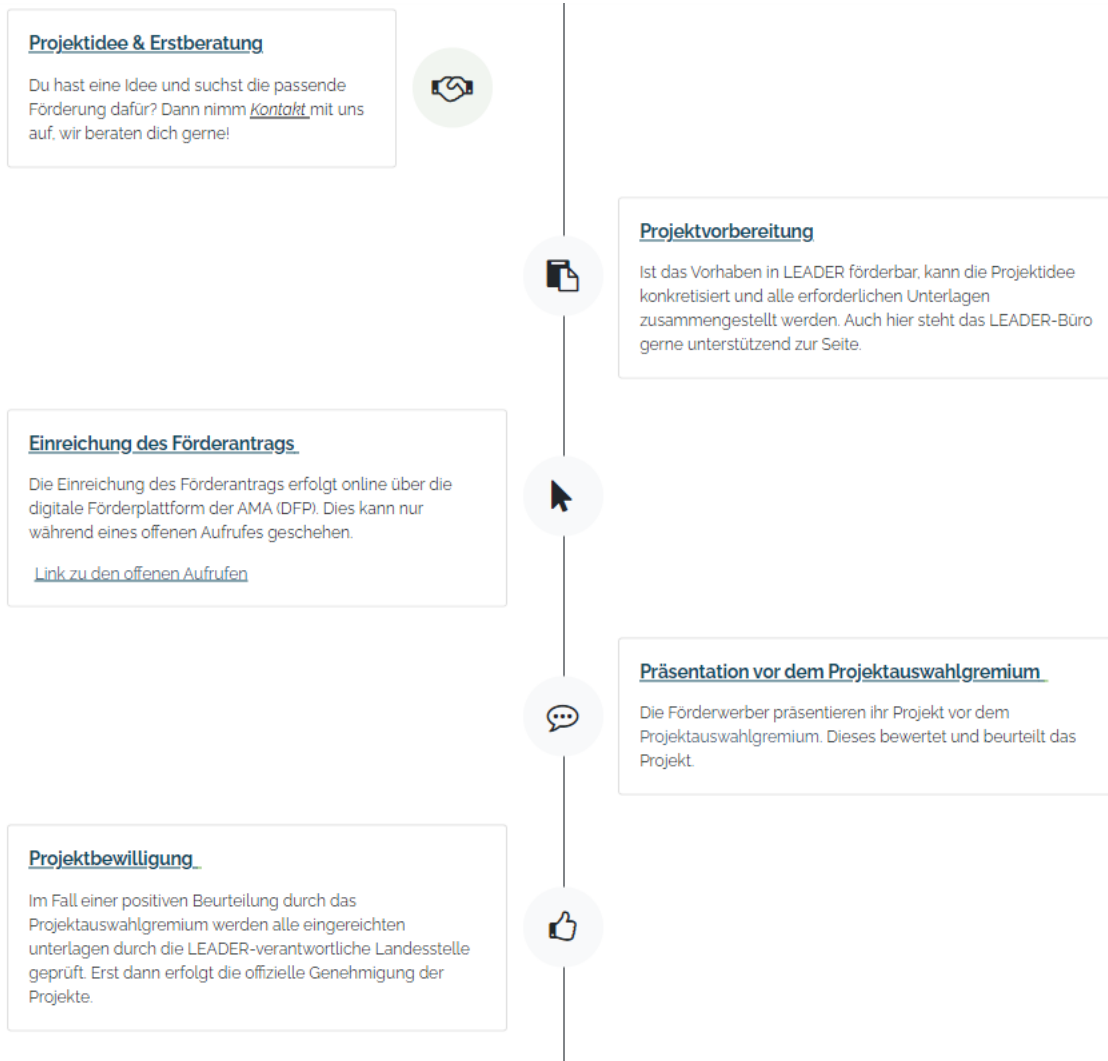 Projektidee & Erstberatung
Du hast eine Idee und suchst die passende
Förderung dafür? Dann nimm Kontakt mit uns
auf, wir beraten dich gerne!
Projektvorbereitung
Ist das Vorhaben in LEADER förderbar, kann die Projektidee
konkretisiert und alle erforderlichen Unterlagen
zusammengestellt werden. Auch hier steht das LEADER-Büro
gerne unterstützend zur Seite.
Einreichung des Förderantrags
Die Einreichung des Förderantrags erfolgt online über die
digitale Förderplattform der AMA (DFP). Dies kann nur
während eines offenen Aufrufes geschehen.
Link zu den offenen Aufrufen
Präsentation vor dem Projektauswahlgremium
Die Förderwerber präsentieren ihr Projekt vor dem
Projektauswahlgremium. Dieses bewertet und beurteilt das
Projekt.
Projektbewilligung
Im Fall einer positiven Beurteilung durch das
Projektauswahlgremium werden alle eingereichten
unterlagen durch die LEADER-verantwortliche Landesstelle
geprüft. Erst dann erfolgt die offizielle Genehmigung der
Projekte.